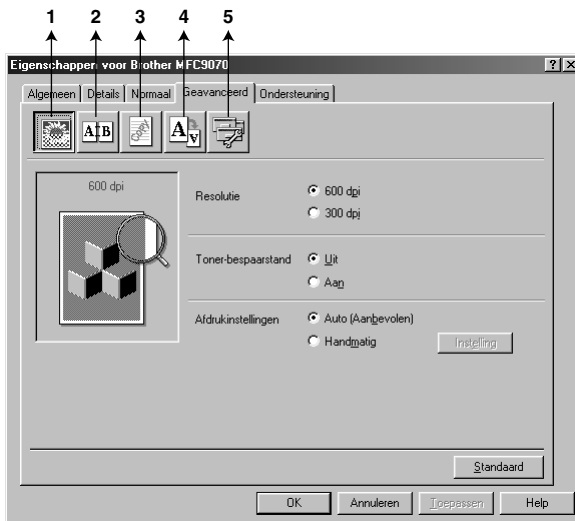 1 2 3 4 5
Eigenschappen voor Brother MFC9070
Algemeen Details Normaal Geavanceerd Ondersteuning
A B copy A A
600 dpi
Resolutie
600 dpi
300 dpi
Toner-bespaarstand
Uit
Aan
Afdrukinstellingen
Auto (Aanbevolen)
Handmatig
Instelling
Standaard
OK Annuleren Toepassen Help